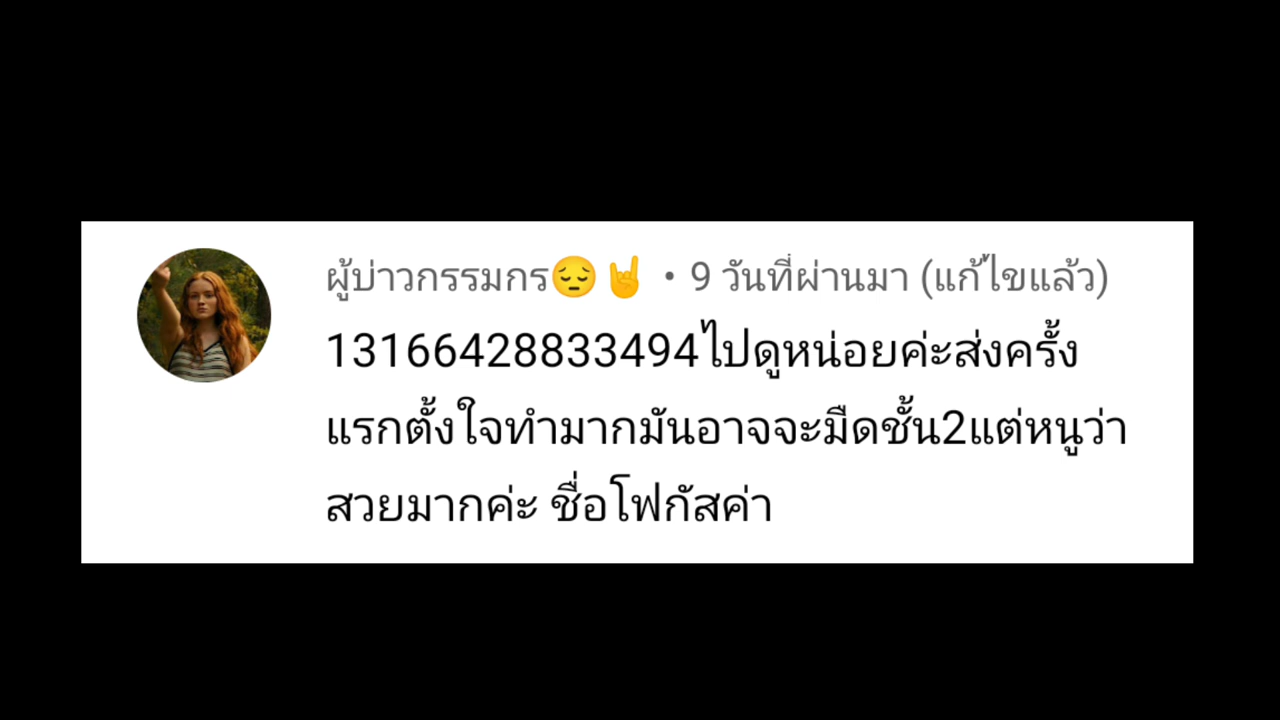 ผู้บ่าวกรรมกร😔🤘 • 9 วันที่ผ่านมา (แก้ไขแล้ว)
13166428833494ไปดูหน่อยค่ะส่งครั้ง
แรกตั้งใจทำมากมันอาจจะมืดชั้น2แต่หนูว่า
สวยมากค่ะ ชื่อโฟกัสค่า